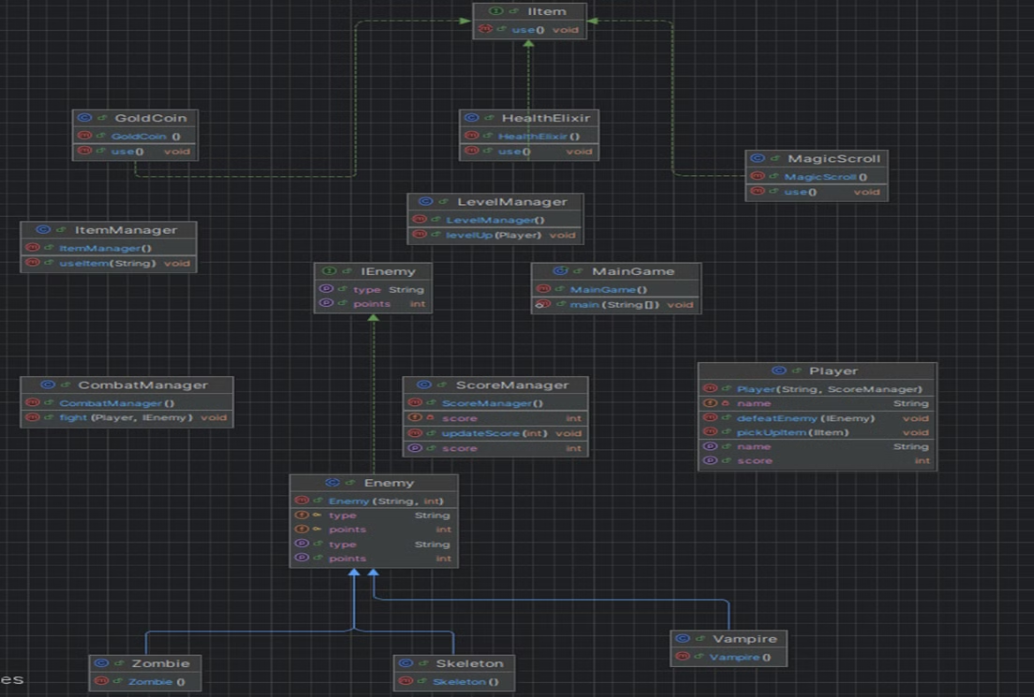 IItem
use() void
GoldCoin
GoldCoin ()
use() void
HealthElixir
HealthElixir()
use() void
MagicScroll
MagicScroll()
use() void
LevelManager
LevelManager()
levelUp(Player) void
ItemManager
ItemManager()
useItem(String) void
IEnemy
type String
points int
MainGame
MainGame()
main (String[]) void
CombatManager
CombatManager()
fight (Player, IEnemy) void
ScoreManager
ScoreManager()
score int
updateScore(int) void
score int
Player
Player(String, ScoreManager)
name String
defeatEnemy(IEnemy) void
pickUpItem(IItem) void
name String
score int
Enemy
Enemy(String, int)
type String
points int
type String
points int
Zombie
Zombie ()
Skeleton
Skeleton ()
Vampire
Vampire ()
es